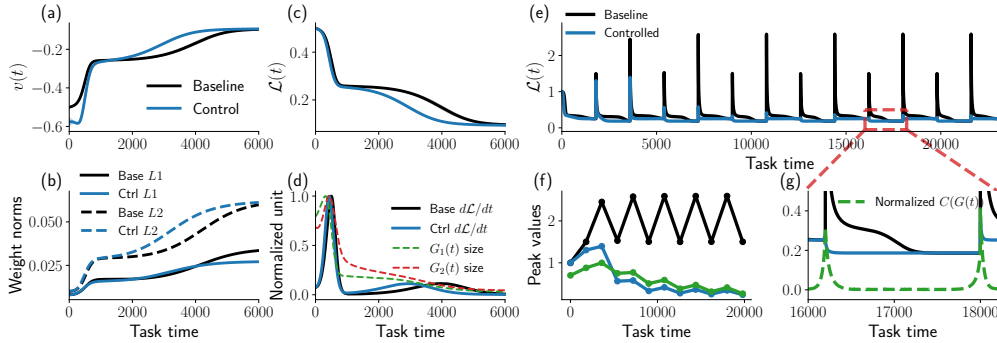 (a)
v(t)
−0.2
−0.4
−0.6
0 2000 4000 6000
Baseline
Control
(c)
ℒ(t)
0.4
0.2
0 2000 4000 6000
(e)
ℒ(t)
2
1
0
0 5000 10000 15000 20000
Task time
Baseline
Controlled
(b)
Weight norms
0.050
0.025
0 2000 4000 6000
Task time
Base L1
Ctrl L1
Base L2
Ctrl L2
(d)
Normalized unit
1.0
0.5
0.0
0 2000 4000 6000
Task time
Base dℒ/dt
Ctrl dℒ/dt
G₁(t) size
G₂(t) size
(f)
Peak values
2
1
0 10000 20000
Task time
(g)
0.4
0.2
0.0
16000 17000 18000
Task time
Normalized C(G(t)